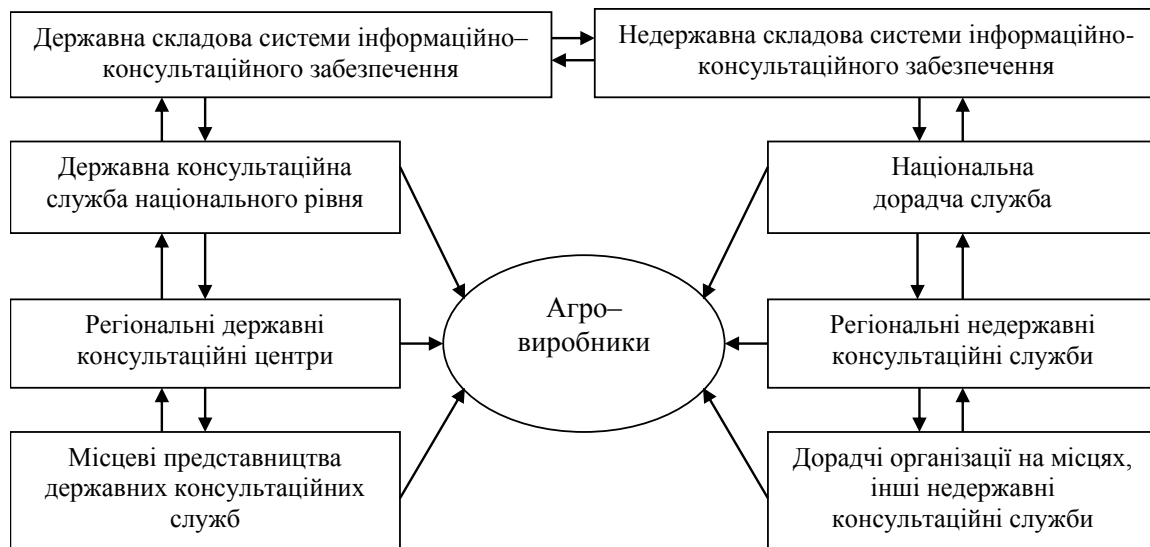 Державна складова системи інформаційно–
консультаційного забезпечення
Недержавна складова системи інформаційно-
консультаційного забезпечення
Державна консультаційна
служба національного рівня
Національна
дорадча служба
Агро–
виробники
Регіональні державні
консультаційні центри
Регіональні недержавні
консультаційні служби
Місцеві представництва
державних консультаційних
служб
Дорадчі організації на місцях,
інші недержавні
консультаційні служби